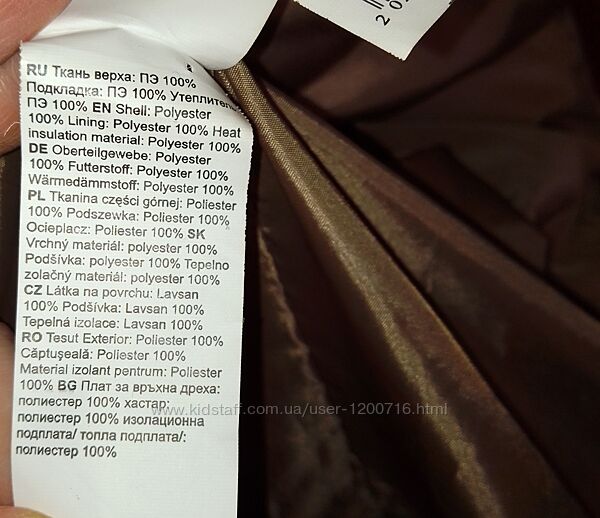 RU Ткань верха: ПЭ 100%
Подкладка: ПЭ 100% Утеплитель
ПЭ 100% EN Shell: Polyester
100% Lining: Polyester 100% Heat
insulation material: Polyester 100%
DE Oberteilgewebe: Polyester
100% Futterstoff: Polyester 100%
Wärmedämmstoff: Polyester 100%
PL Tkanina części górnej: Poliester
100% Podszewka: Poliester 100%
Ocieplacz: Poliester 100% SK
Vrchný materiál: polyester 100%
Podšívka: polyester 100% Tepelno
zolačný materiál: polyester 100%
CZ Látka na povrchu: Lavsan
100% Podšívka: Lavsan 100%
Tepelná izolace: Lavsan 100%
RO Tesut Exterior: Poliester 100%
Căptușeală: Poliester 100%
Material izolant pentrum: Poliester
100% BG Плат за връхна дреха:
полиестер 100% хастар:
полиестер 100% изолационна
подплата/ топла подплата/:
полиестер 100%
www.kidstaff.com.ua/user-1200716.html